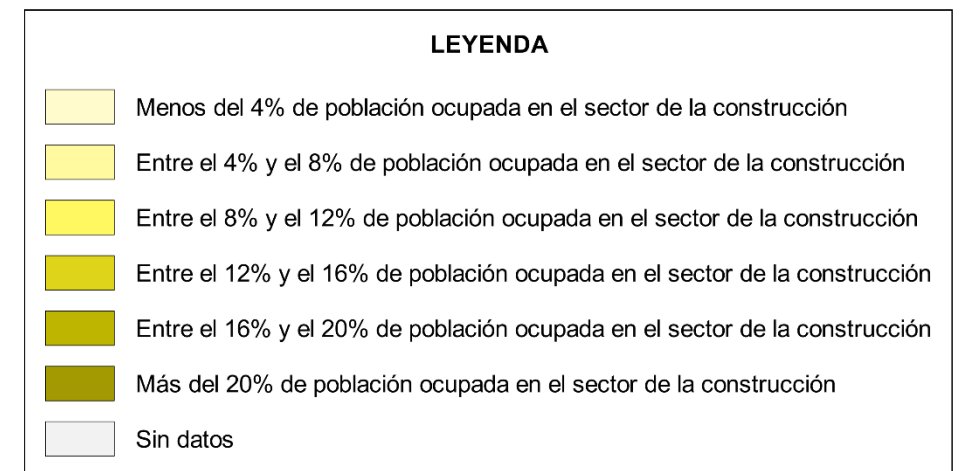 LEYENDA
Menos del 4% de población ocupada en el sector de la construcción
Entre el 4% y el 8% de población ocupada en el sector de la construcción
Entre el 8% y el 12% de población ocupada en el sector de la construcción
Entre el 12% y el 16% de población ocupada en el sector de la construcción
Entre el 16% y el 20% de población ocupada en el sector de la construcción
Más del 20% de población ocupada en el sector de la construcción
Sin datos